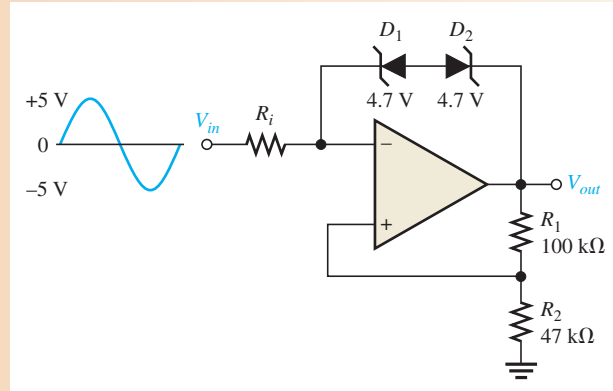 D1 D2
4.7 V 4.7 V
+5 V
0
–5 V
Vin
Ri
–
+
Vout
R1
100 kΩ
R2
47 kΩ